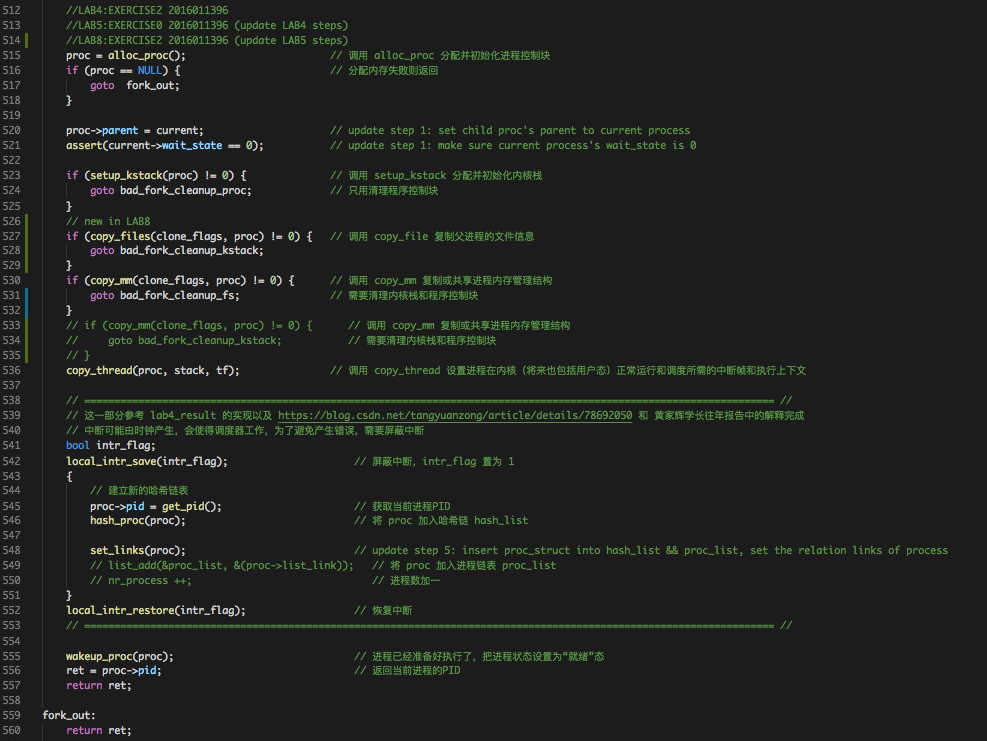 512 //LAB4:EXERCISE2 2016011396
513 //LAB5:EXERCISE0 2016011396 (update LAB4 steps)
514 //LAB8:EXERCISE2 2016011396 (update LAB5 steps)
515 proc = alloc_proc(); // 调用 alloc_proc 分配并初始化进程控制块
516 if (proc == NULL) { // 分配内存失败则返回
517 goto fork_out;
518 }
519
520 proc->parent = current; // update step 1: set child proc's parent to current process
521 assert(current->wait_state == 0); // update step 1: make sure current process's wait_state is 0
522
523 if (setup_kstack(proc) != 0) { // 调用 setup_kstack 分配并初始化内核栈
524 goto bad_fork_cleanup_proc; // 只用清理程序控制块
525 }
526 // new in LAB8
527 if (copy_files(clone_flags, proc) != 0) { // 调用 copy_file 复制父进程的文件信息
528 goto bad_fork_cleanup_kstack;
529 }
530 if (copy_mm(clone_flags, proc) != 0) { // 调用 copy_mm 复制或共享进程内存管理结构
531 goto bad_fork_cleanup_fs; // 需要清理内核栈和程序控制块
532 }
533 // if (copy_mm(clone_flags, proc) != 0) { // 调用 copy_mm 复制或共享进程内存管理结构
534 // goto bad_fork_cleanup_kstack; // 需要清理内核栈和程序控制块
535 // }
536 copy_thread(proc, stack, tf); // 调用 copy_thread 设置进程在内核（将来也包括用户态）正常运行和调度所需的中断帧和执行上下文
537
538 // =================================================================================================================== //
539 // 这一部分参考 lab4_result 的实现以及 https://blog.csdn.net/tangyuanzong/article/details/78692050 和 黄家辉学长往年报告中的解释完成
540 // 中断可能由时钟产生，会使得调度器工作，为了避免产生错误，需要屏蔽中断
541 bool intr_flag;
542 local_intr_save(intr_flag); // 屏蔽中断，intr_flag 置为 1
543 {
544 // 建立新的哈希链表
545 proc->pid = get_pid(); // 获取当前进程PID
546 hash_proc(proc); // 将 proc 加入哈希链 hash_list
547
548 set_links(proc); // update step 5: insert proc_struct into hash_list && proc_list, set the relation links of process
549 // list_add(&proc_list, &(proc->list_link)); // 将 proc 加入进程链表 proc_list
550 // nr_process ++; // 进程数加一
551 }
552 local_intr_restore(intr_flag); // 恢复中断
553 // =================================================================================================================== //
554
555 wakeup_proc(proc); // 进程已经准备好执行了，把进程状态设置为“就绪”态
556 ret = proc->pid; // 返回当前进程的PID
557 return ret;
558
559 fork_out:
560 return ret;